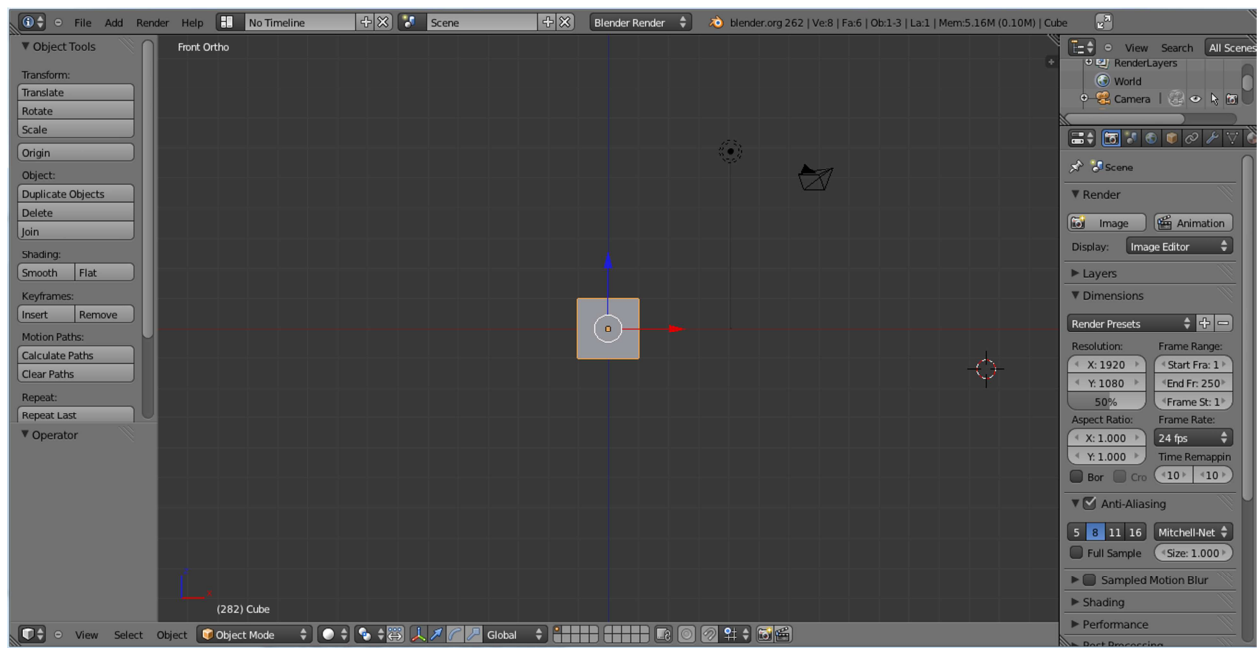 File Add Render Help No Timeline Scene Blender Render blender.org 262 | Ve:8 | Fa:6 | Ob:1-3 | La:1 | Mem:5.16M (0.10M) | Cube
Object Tools
Transform:
Translate
Rotate
Scale
Origin
Object:
Duplicate Objects
Delete
Join
Shading:
Smooth Flat
Keyframes:
Insert Remove
Motion Paths:
Calculate Paths
Clear Paths
Repeat:
Repeat Last
Operator
Front Ortho
(282) Cube
View Select Object Object Mode Global
View Search All Scenes
RenderLayers
World
Camera
Scene
Render
Image Animation
Display: Image Editor
Layers
Dimensions
Render Presets
Resolution: Frame Range:
X: 1920 Start Fra: 1
Y: 1080 End Fr: 250
50% Frame St: 1
Aspect Ratio: Frame Rate:
X: 1.000 24 fps
Y: 1.000 Time Remappin
Bor Cro 10 10
Anti-Aliasing
5 8 11 16 Mitchell-Net
Full Sample Size: 1.000
Sampled Motion Blur
Shading
Performance
Post Processing